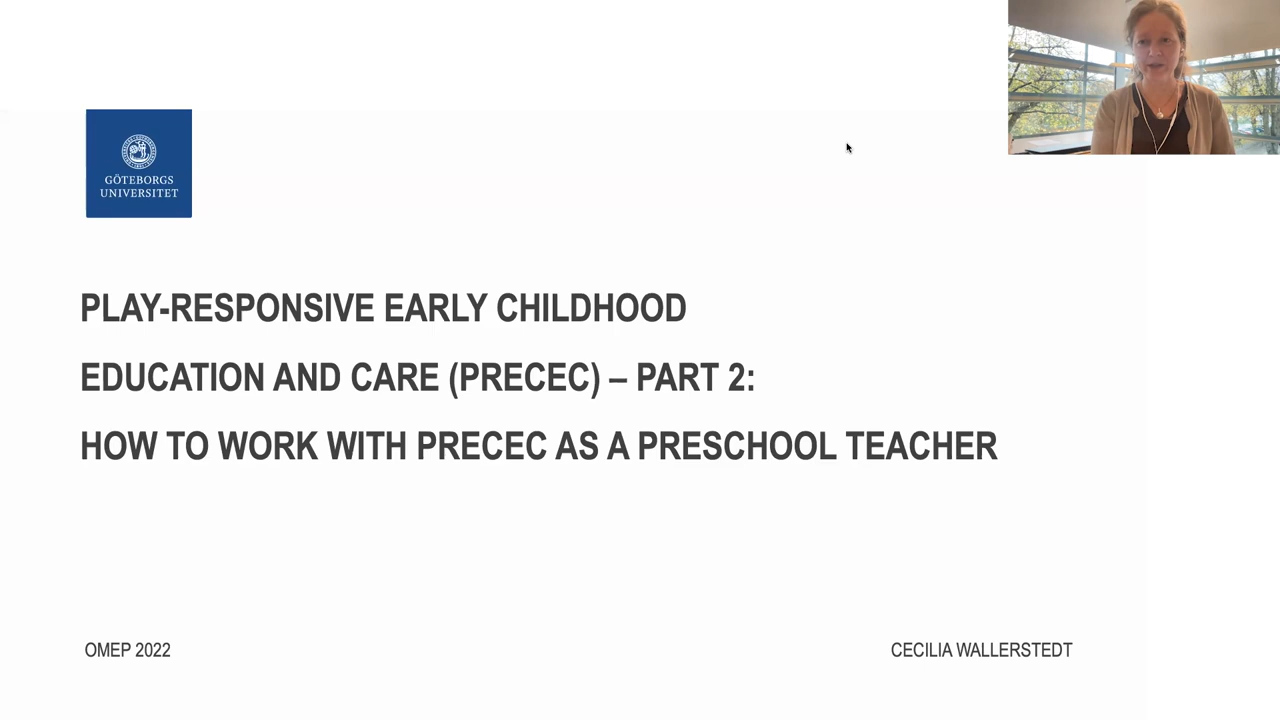 GÖTEBORGS
UNIVERSITET
PLAY-RESPONSIVE EARLY CHILDHOOD
EDUCATION AND CARE (PRECEC) – PART 2:
HOW TO WORK WITH PRECEC AS A PRESCHOOL TEACHER
OMEP 2022
CECILIA WALLERSTEDT